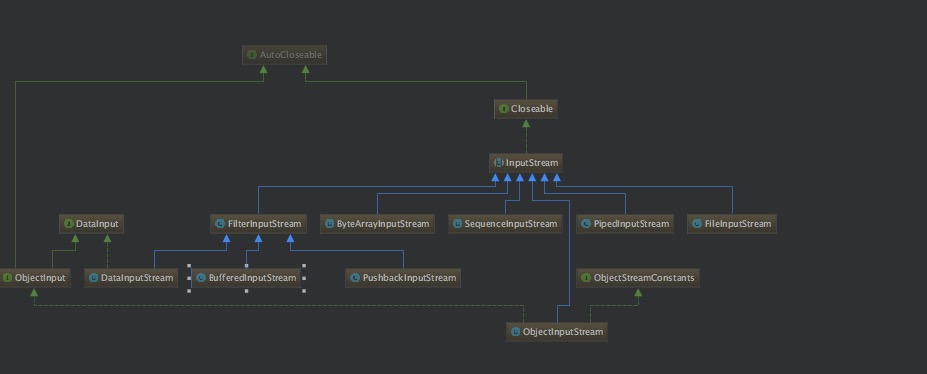 AutoCloseable
Closeable
InputStream
DataInput
FilterInputStream
ByteArrayInputStream
SequenceInputStream
PipedInputStream
FileInputStream
ObjectInput
DataInputStream
BufferedInputStream
PushbackInputStream
ObjectStreamConstants
ObjectInputStream